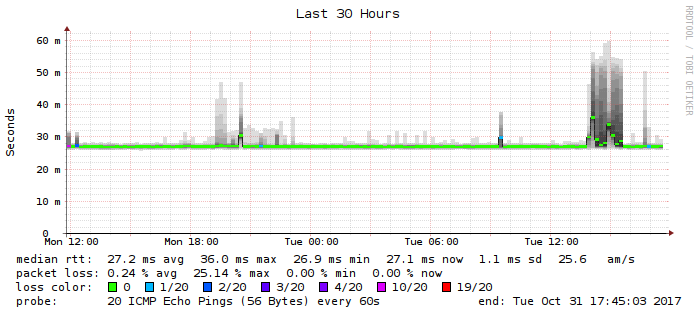 Last 30 Hours
RRDTOOL / TOBI OETIKER
Seconds
60 m
50 m
40 m
30 m
20 m
10 m
0
Mon 12:00 Mon 18:00 Tue 00:00 Tue 06:00 Tue 12:00
median rtt: 27.2 ms avg 36.0 ms max 26.9 ms min 27.1 ms now 1.1 ms sd 25.6 am/s
packet loss: 0.24 % avg 25.14 % max 0.00 % min 0.00 % now
loss color: 0 1/20 2/20 3/20 4/20 10/20 19/20
probe: 20 ICMP Echo Pings (56 Bytes) every 60s end: Tue Oct 31 17:45:03 2017